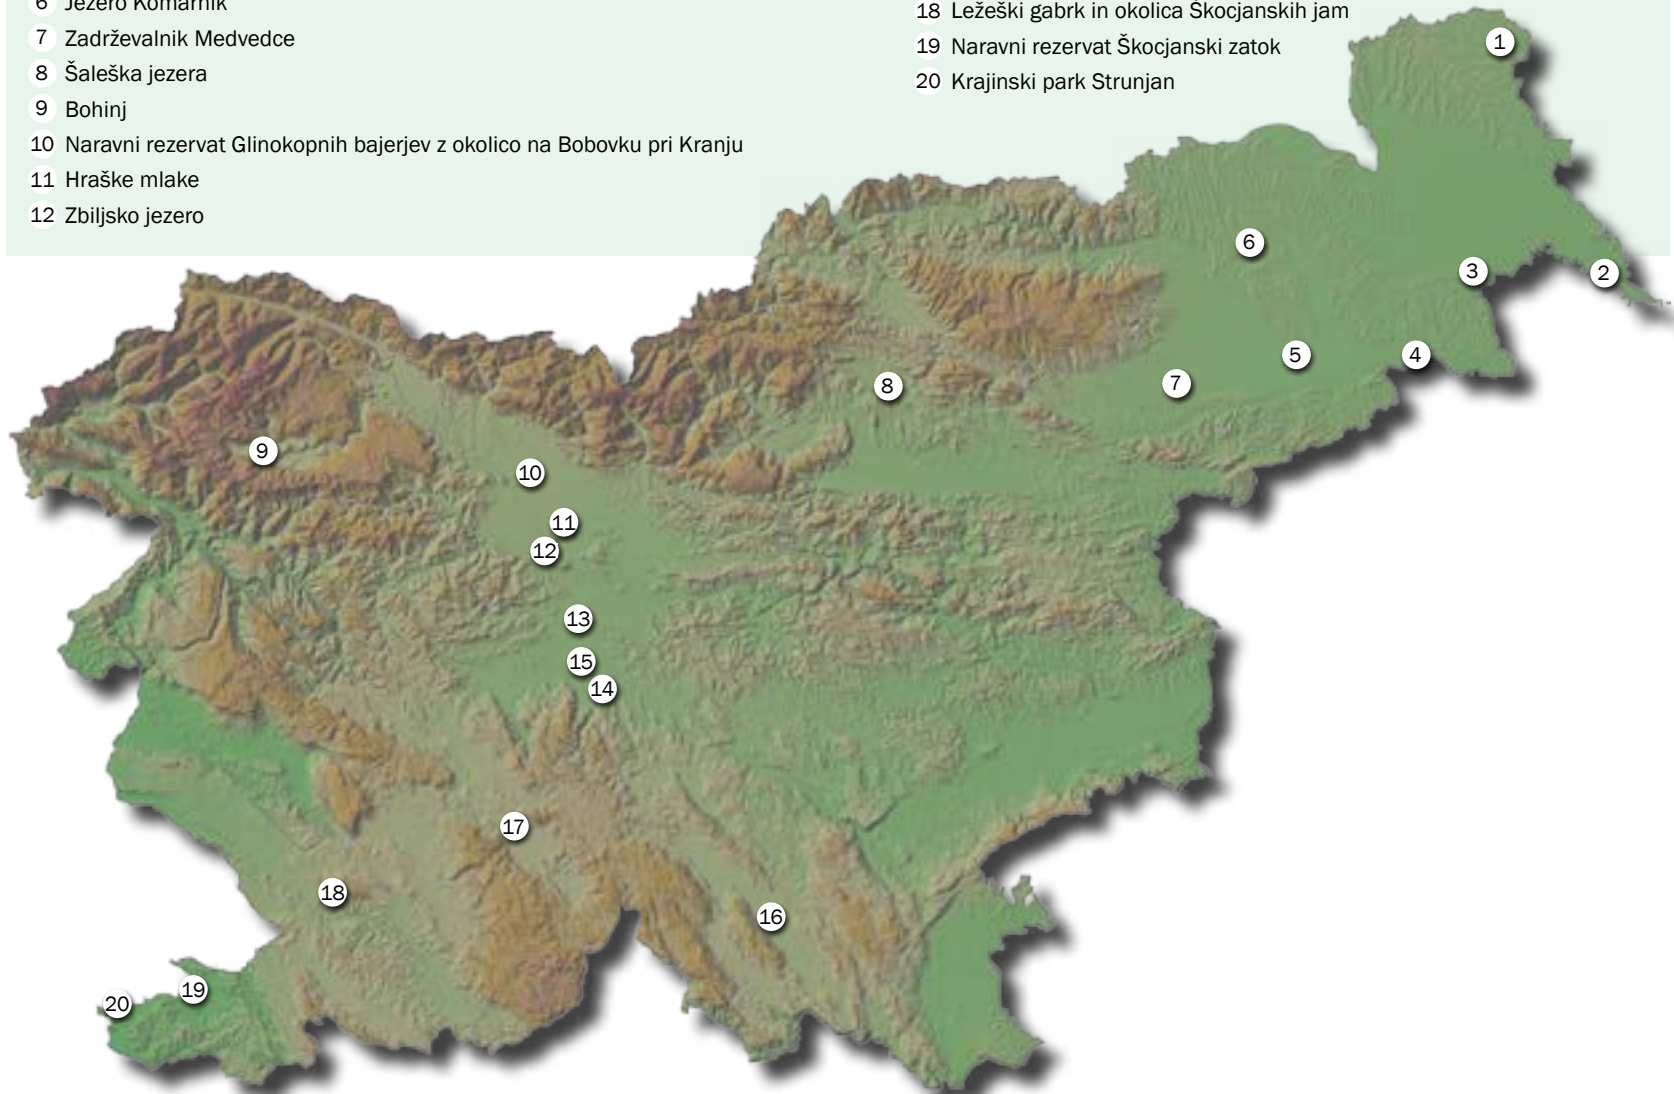 6 Jezero Komarnik
7 Zadrževalnik Medvedce
8 Šaleška jezera
9 Bohinj
10 Naravni rezervat Glinokopnih bajerjev z okolico na Bobovku pri Kranju
11 Hraške mlake
12 Zbiljsko jezero
18 Ležeški gabrk in okolica Škocjanskih jam
19 Naravni rezervat Škocjanski zatok
20 Krajinski park Strunjan
1
6
3
2
5
4
7
8
9
10
11
12
13
15
14
17
18
16
19
20